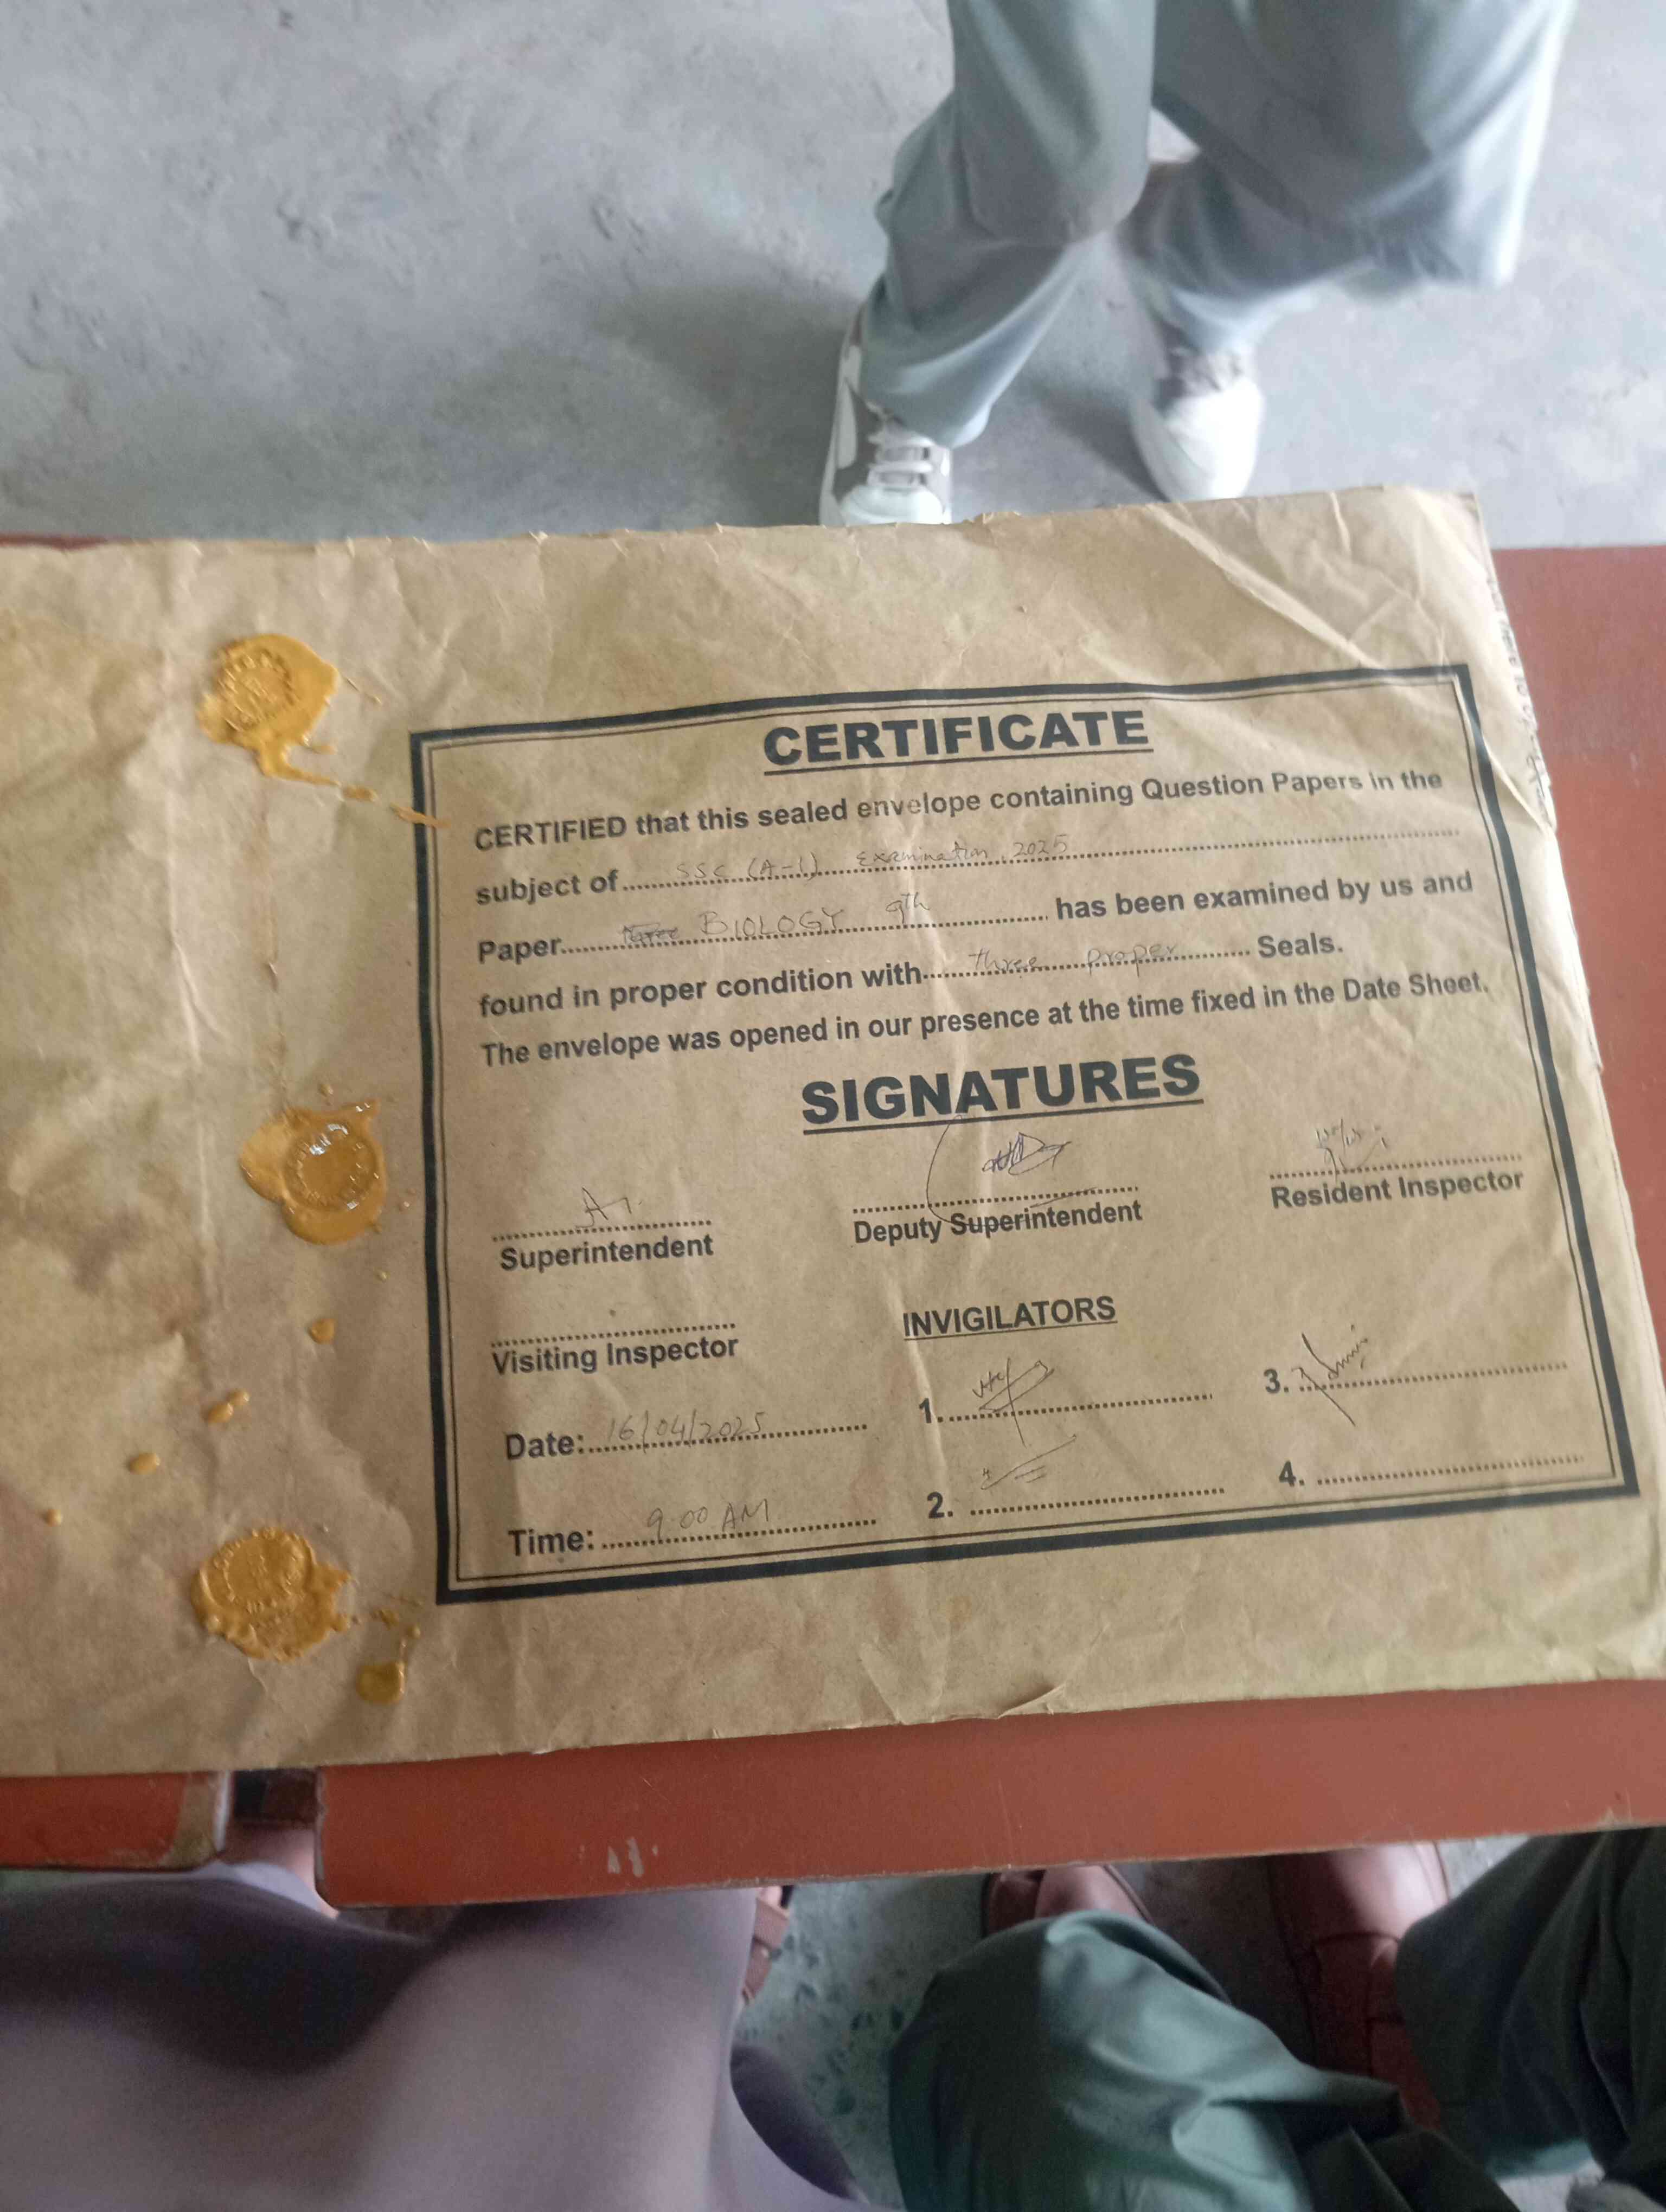 CERTIFICATE
CERTIFIED that this sealed envelope containing Question Papers in the
subject of SSC (A-I) Examination 2025
Paper BIOLOGY 9th has been examined by us and
found in proper condition with three proper Seals.
The envelope was opened in our presence at the time fixed in the Date Sheet.
SIGNATURES
Superintendent
Deputy Superintendent
Resident Inspector
Visiting Inspector
INVIGILATORS
Date: 16/04/2025
1.
3.
Time: 9:00 AM
2.
4.